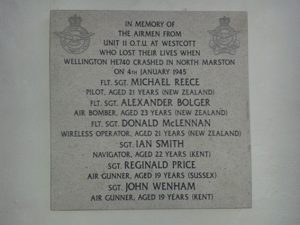 IN MEMORY OF
THE AIRMEN FROM
UNIT 11 O.T.U. AT WESTCOTT
WHO LOST THEIR LIVES WHEN
WELLINGTON HE740 CRASHED IN NORTH MARSTON
ON 4TH JANUARY 1945
FLT. SGT. MICHAEL REECE
PILOT, AGED 21 YEARS (NEW ZEALAND)
FLT. SGT. ALEXANDER BOLGER
AIR BOMBER, AGED 23 YEARS (NEW ZEALAND)
FLT. SGT. DONALD McLENNAN
WIRELESS OPERATOR, AGED 21 YEARS (NEW ZEALAND)
SGT. IAN SMITH
NAVIGATOR, AGED 22 YEARS (KENT)
SGT. REGINALD PRICE
AIR GUNNER, AGED 19 YEARS (SUSSEX)
SGT. JOHN WENHAM
AIR GUNNER, AGED 19 YEARS (KENT)